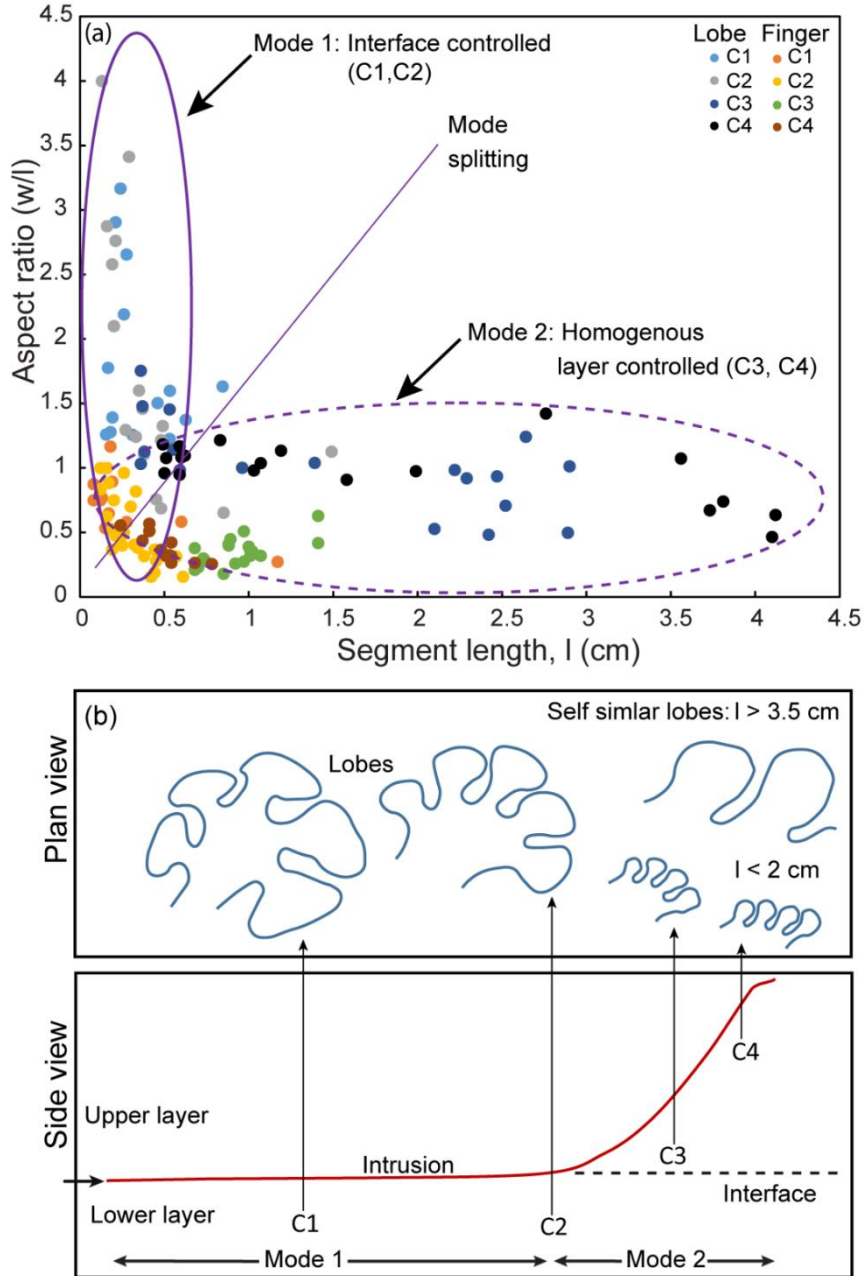 (a)
Mode 1: Interface controlled
(C1,C2)
Lobe Finger
C1 C1
C2 C2
C3 C3
C4 C4
Mode
splitting
Mode 2: Homogenous
layer controlled (C3, C4)
Aspect ratio (w/l)
4.5
4
3.5
3
2.5
2
1.5
1
0.5
0
0 0.5 1 1.5 2 2.5 3 3.5 4 4.5
Segment length, l (cm)
(b)
Self simlar lobes: l > 3.5 cm
Lobes
l < 2 cm
Plan view
Side view
Upper layer
Intrusion
Lower layer
C1
C2
C3
C4
Interface
Mode 1
Mode 2